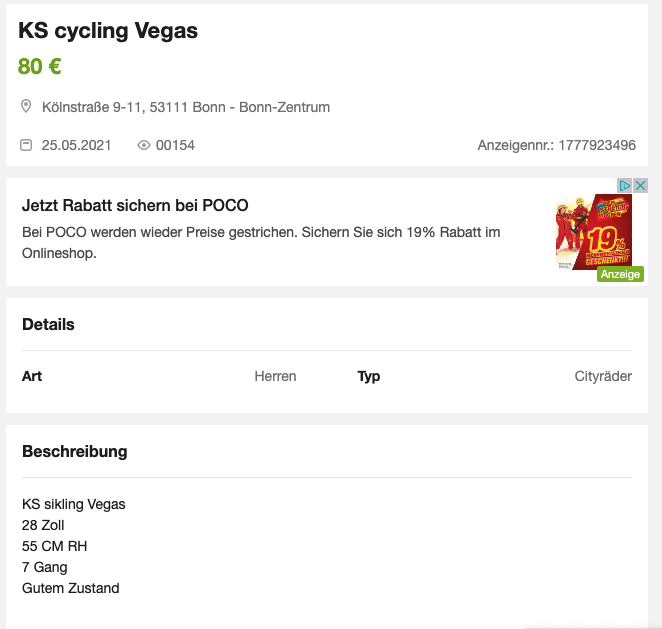 KS cycling Vegas
80 €
Kölnstraße 9-11, 53111 Bonn - Bonn-Zentrum
25.05.2021 00154 Anzeigennr.: 1777923496
Jetzt Rabatt sichern bei POCO
Bei POCO werden wieder Preise gestrichen. Sichern Sie sich 19% Rabatt im
Onlineshop.
19%
GESCHENKT!!!
Anzeige
Details
Art Herren Typ Cityräder
Beschreibung
KS sikling Vegas
28 Zoll
55 CM RH
7 Gang
Gutem Zustand